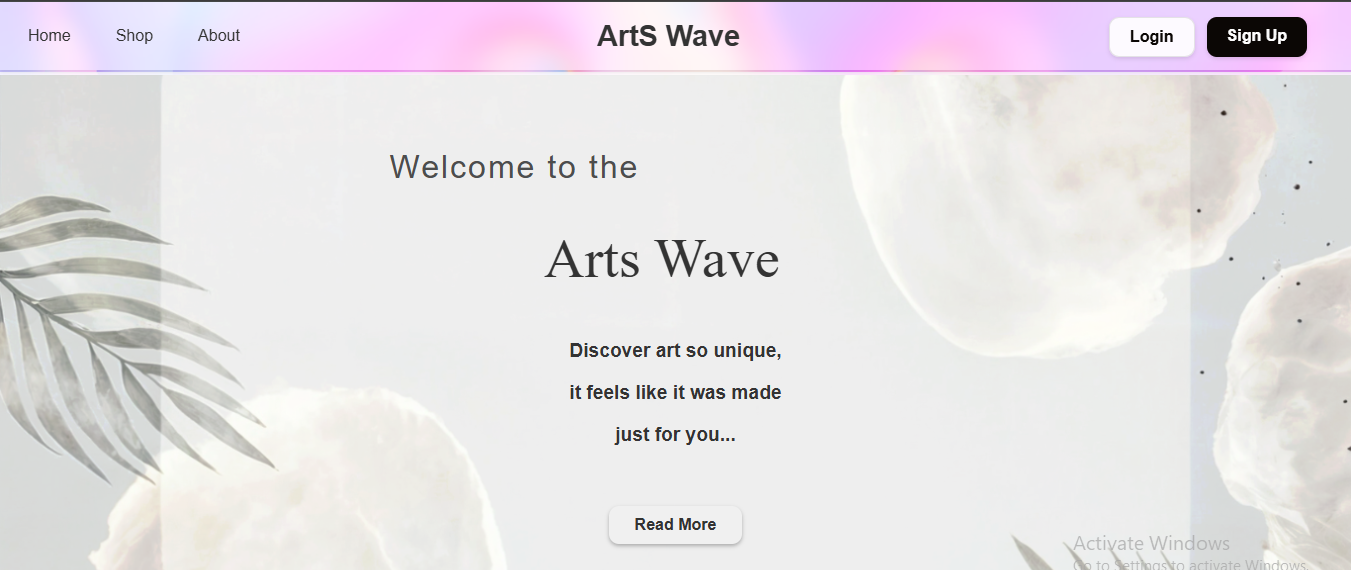 Home Shop About ArtS Wave Login Sign Up
Welcome to the
Arts Wave
Discover art so unique,
it feels like it was made
just for you...
Read More
Activate Windows
Go to Settings to activate Windows.